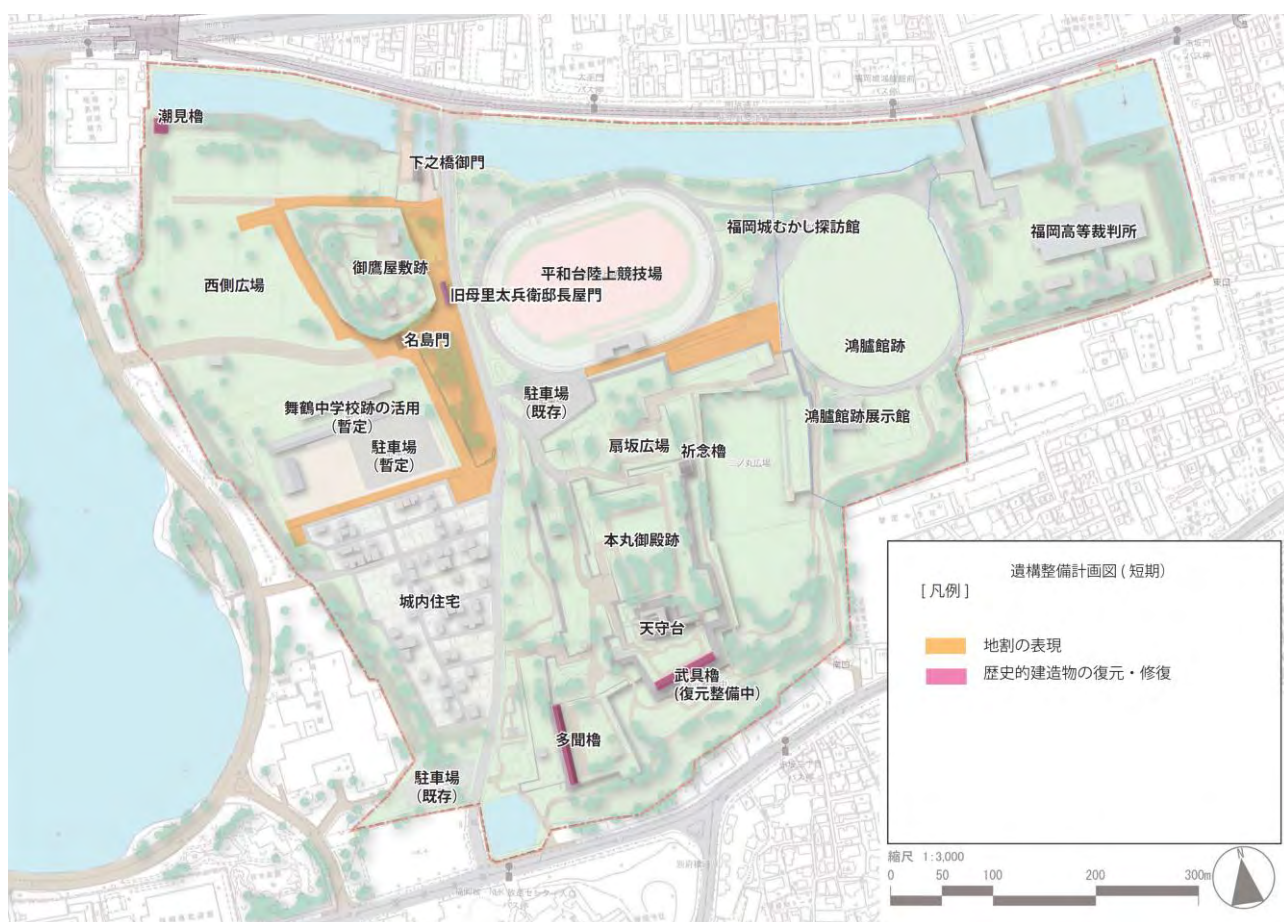 潮見櫓
下之橋御門
福岡城むかし探訪館
福岡高等裁判所
御鷹屋敷跡
平和台陸上競技場
西側広場
旧母里太兵衛邸長屋門
名島門
鴻臚館跡
駐車場
(既存)
舞鶴中学校跡の活用
(暫定)
駐車場
(暫定)
鴻臚館跡展示館
扇坂広場
祈念櫓
二ノ丸広場
本丸御殿跡
城内住宅
天守台
武具櫓
(復元整備中)
多聞櫓
駐車場
(既存)
遺構整備計画図(短期)
[凡例]
地割の表現
歴史的建造物の復元・修復
縮尺 1:3,000
0 50 100 200 300m
N